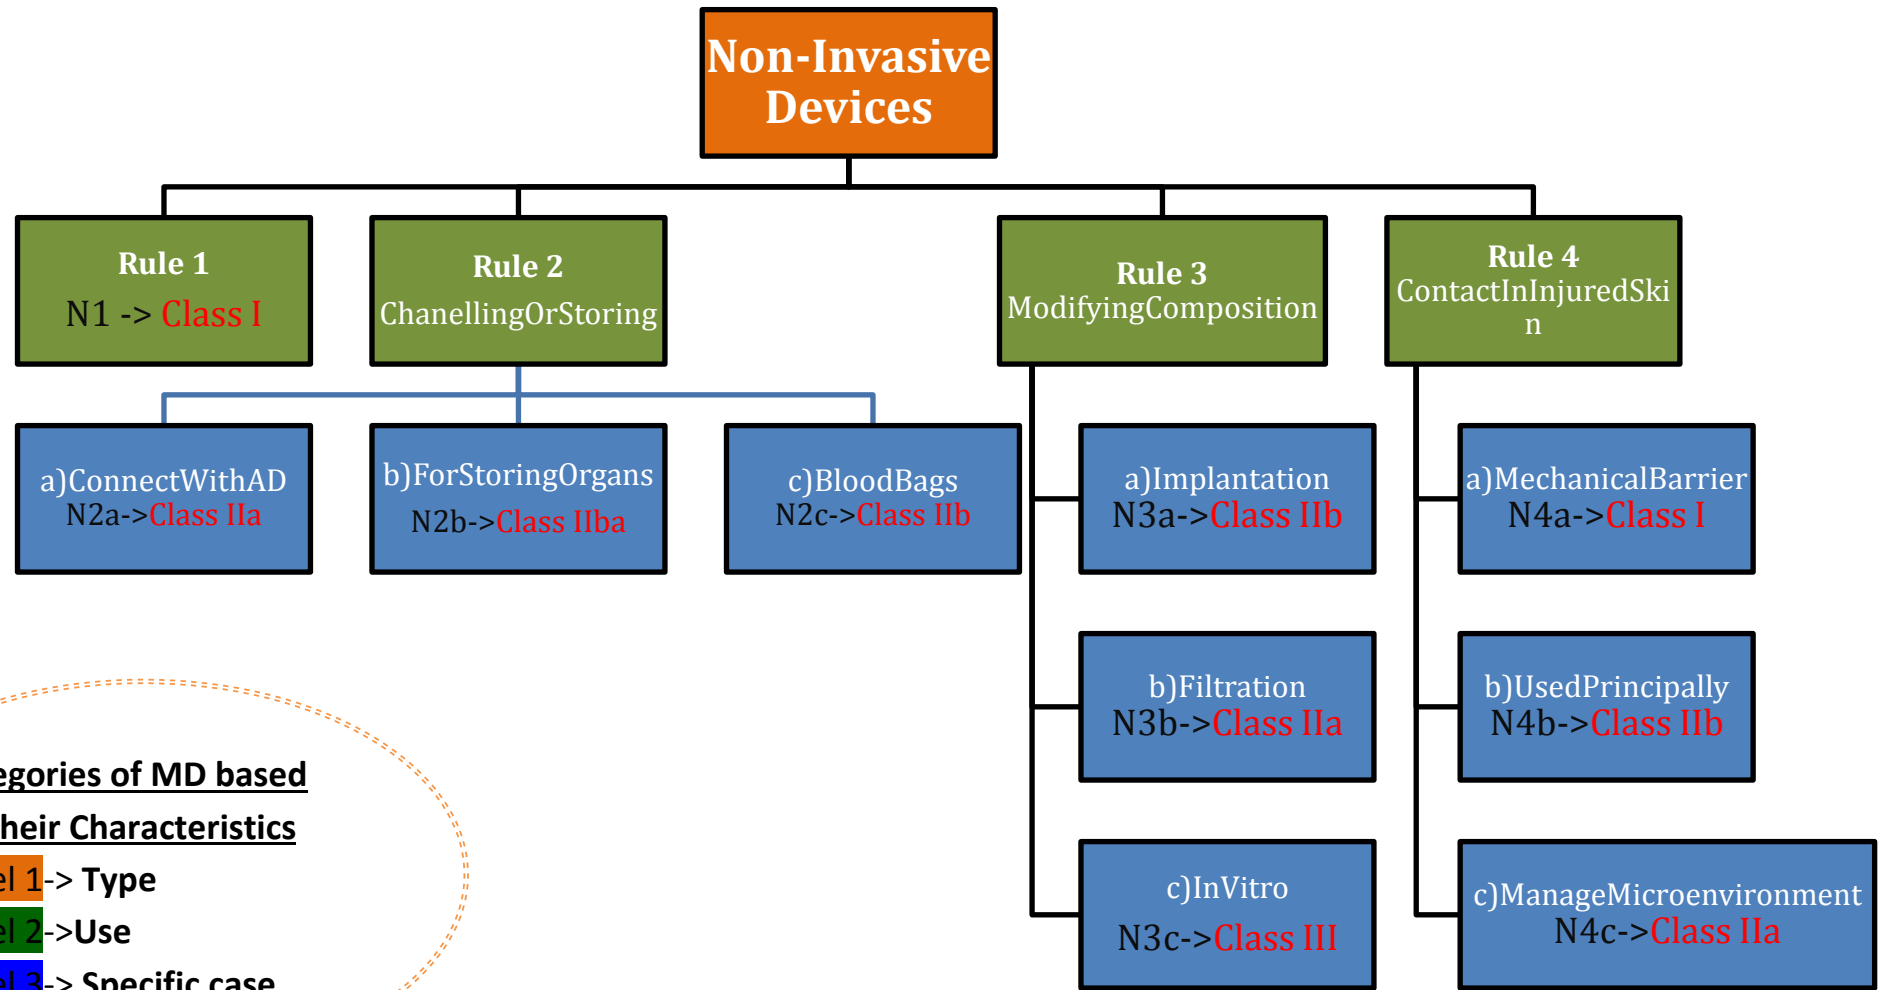 Non-Invasive
Devices
Rule 1
N1 -> Class I
Rule 2
ChanellingOrStoring
Rule 3
ModifyingComposition
Rule 4
ContactInInjuredSki
n
a)ConnectWithAD
N2a->Class IIa
b)ForStoringOrgans
N2b->Class IIba
c)BloodBags
N2c->Class IIb
a)Implantation
N3a->Class IIb
a)MechanicalBarrier
N4a->Class I
b)Filtration
N3b->Class IIa
b)UsedPrincipally
N4b->Class IIb
c)InVitro
N3c->Class III
c)ManageMicroenvironment
N4c->Class IIa
egories of MD based
heir Characteristics
el 1-> Type
el 2->Use
el 3-> Specific case